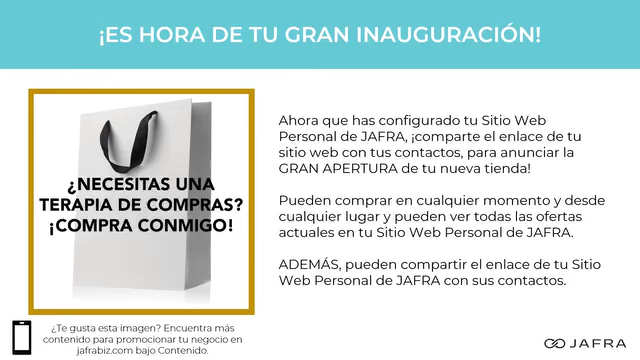 ¡ES HORA DE TU GRAN INAUGURACIÓN!
¿NECESITAS UNA
TERAPIA DE COMPRAS?
¡COMPRA CONMIGO!
Ahora que has configurado tu Sitio Web
Personal de JAFRA, ¡comparte el enlace de tu
sitio web con tus contactos, para anunciar la
GRAN APERTURA de tu nueva tienda!
Pueden comprar en cualquier momento y desde
cualquier lugar y pueden ver todas las ofertas
actuales en tu Sitio Web Personal de JAFRA.
ADEMÁS, pueden compartir el enlace de tu Sitio
Web Personal de JAFRA con sus contactos.
¿Te gusta esta imagen? Encuentra más
contenido para promocionar tu negocio en
jafrabiz.com bajo Contenido.
JAFRA